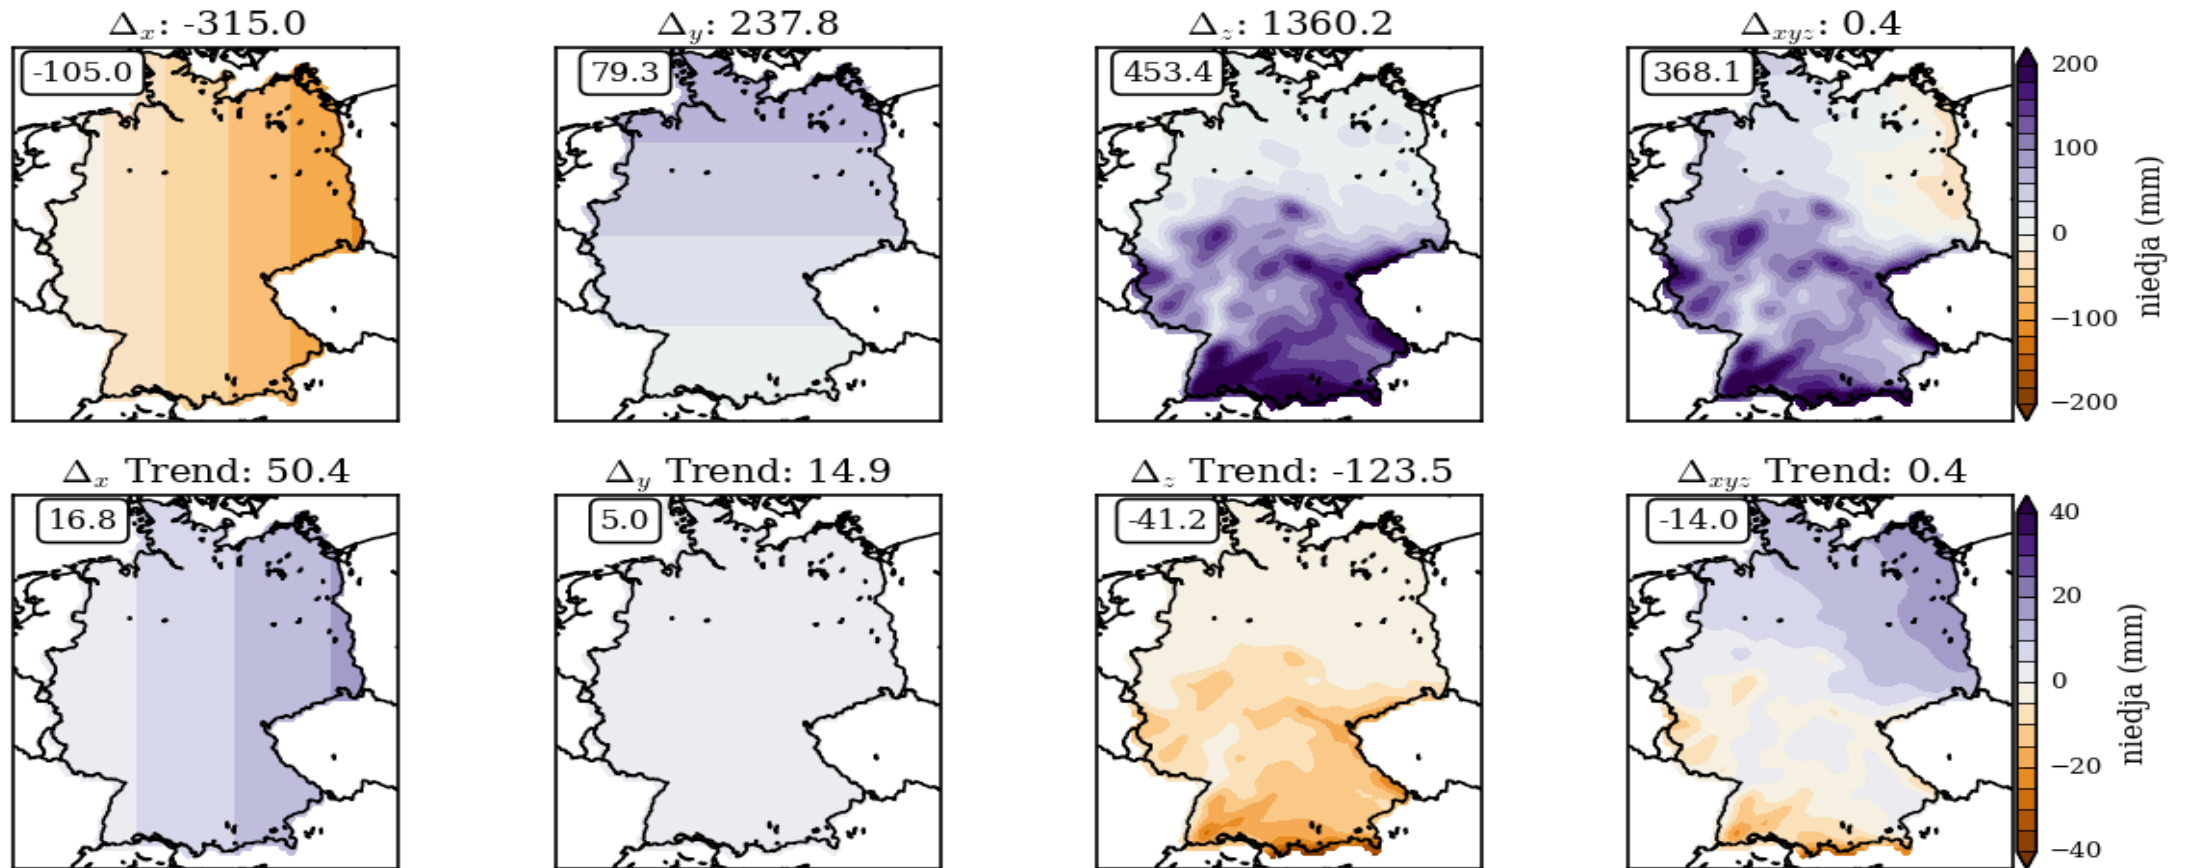 Δx: -315.0
Δy: 237.8
Δz: 1360.2
Δxyz: 0.4
-105.0
79.3
453.4
368.1
200
100
0
−100
−200
niedja (mm)
Δx Trend: 50.4
Δy Trend: 14.9
Δz Trend: -123.5
Δxyz Trend: 0.4
16.8
5.0
-41.2
-14.0
40
20
0
−20
−40
niedja (mm)